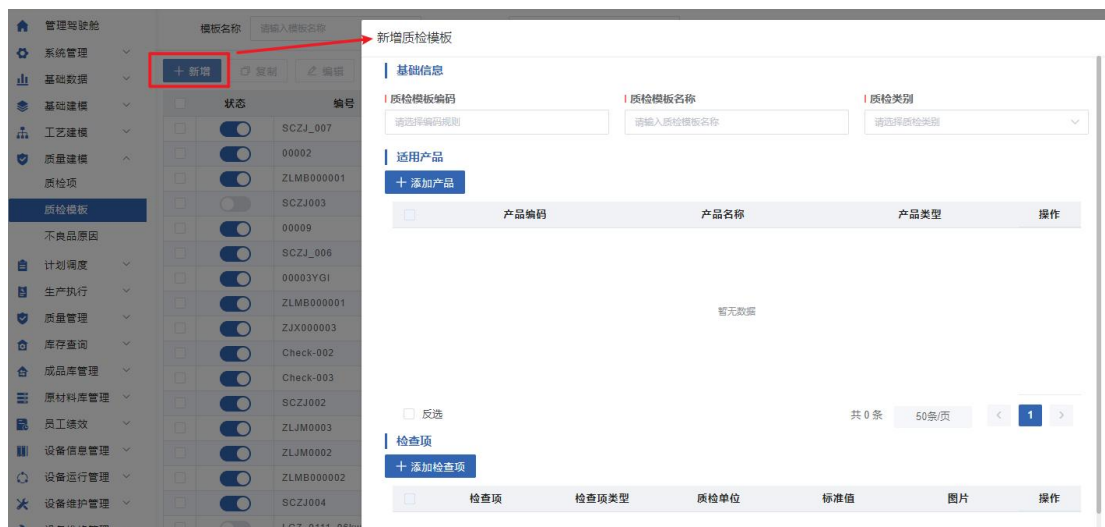 管理驾驶舱
系统管理
基础数据
基础建模
工艺建模
质量建模
质检项
质检模板
不良品原因
计划调度
生产执行
质量管理
库存查询
成品库管理
原材料库管理
员工绩效
设备信息管理
设备运行管理
设备维护管理
模板名称 请输入模板名称
+ 新增 复制 编辑
状态 编号
SCZJ_007
00002
ZLMB000001
SCZJ003
00009
SCZJ_006
00003YGI
ZLMB000001
ZJX000003
Check-002
Check-003
SCZJ002
ZLJM0003
ZLJM0002
ZLMB000002
SCZJ004
新增质检模板
基础信息
质检模板编码 质检模板名称 质检类别
请选择编码规则 请输入质检模板名称 请选择质检类别
适用产品
+ 添加产品
产品编码 产品名称 产品类型 操作
暂无数据
反选 共 0 条 50条/页 < 1 >
检查项
+ 添加检查项
检查项 检查项类型 质检单位 标准值 图片 操作